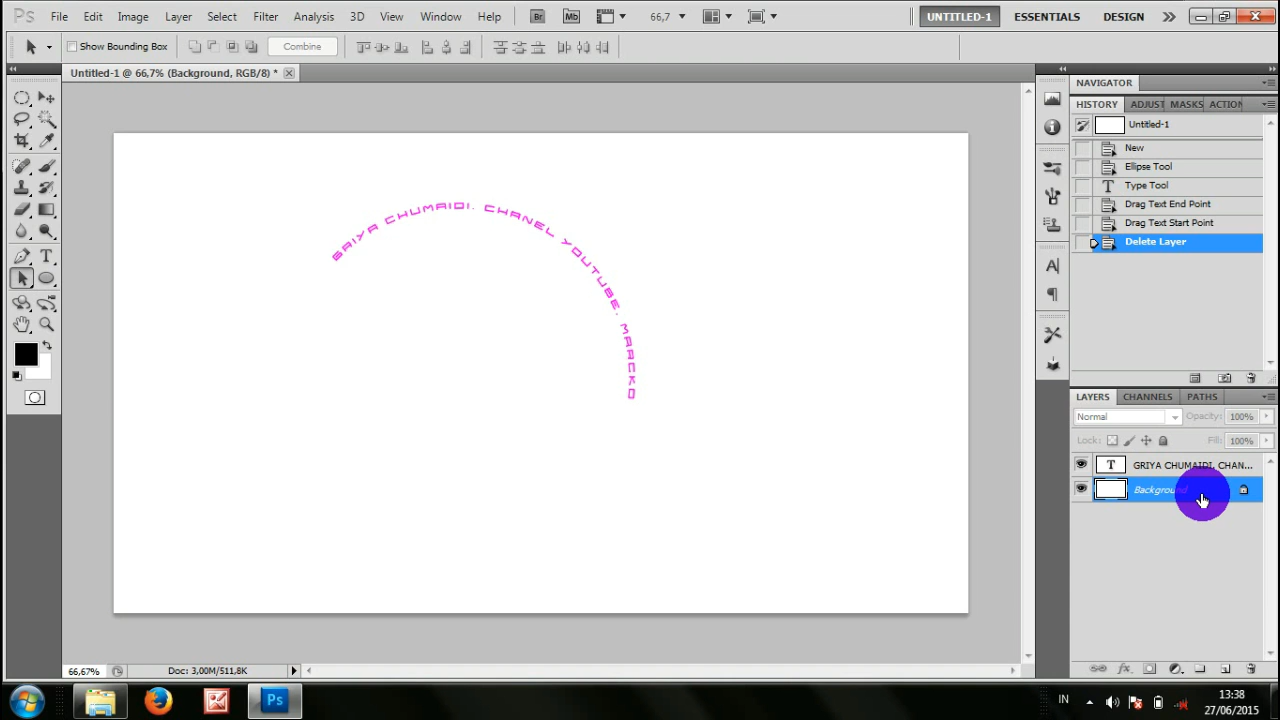 Ps File Edit Image Layer Select Filter Analysis 3D View Window Help Br Mb 66,7 UNTITLED-1 ESSENTIALS DESIGN
Show Bounding Box Combine
Untitled-1 @ 66,7% (Background, RGB/8) *
NAVIGATOR
HISTORY ADJUST MASKS ACTION
Untitled-1
New
Ellipse Tool
Type Tool
Drag Text End Point
Drag Text Start Point
Delete Layer
GRIYA CHUMAIDI. CHANEL YOUTUBE. MARCKO
LAYERS CHANNELS PATHS
Normal Opacity: 100%
Lock: Fill: 100%
T GRIYA CHUMAIDI, CHAN...
Background
66,67% Doc: 3,00M/511,8K
Ps IN 13:38
27/06/2015